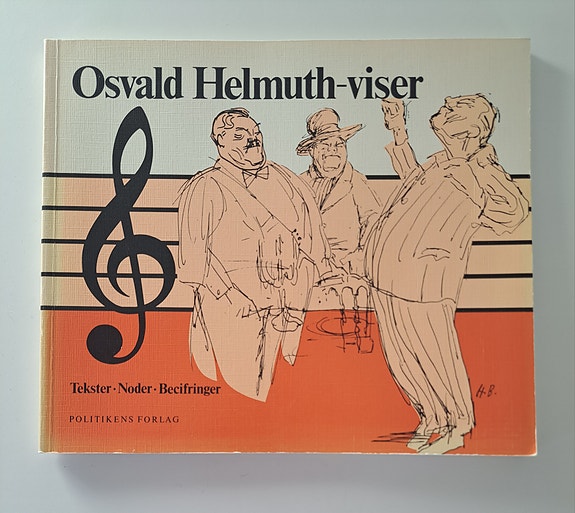 Osvald Helmuth-viser
Tekster · Noder · Becifringer
POLITIKENS FORLAG
H.B.